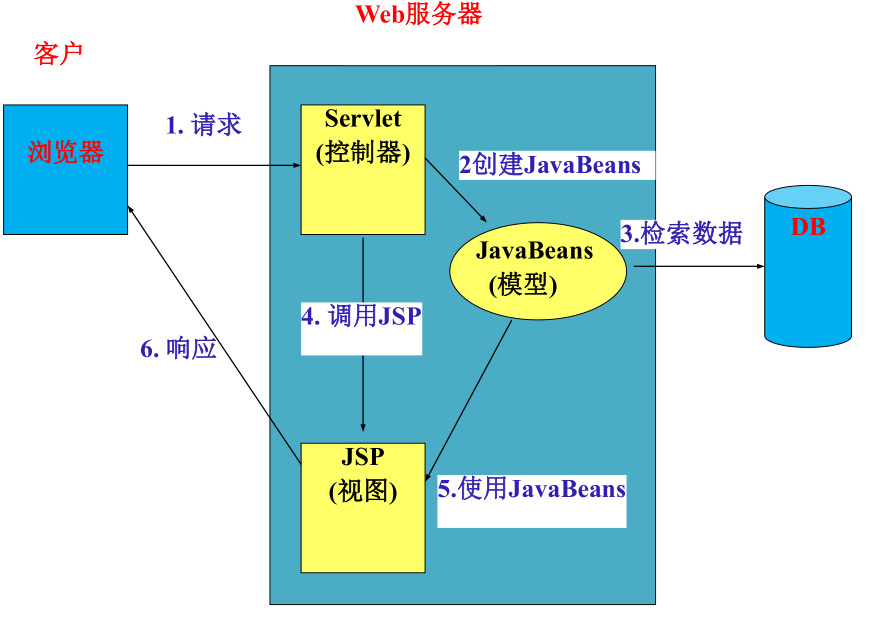 Web服务器
客户
浏览器
1. 请求
Servlet
(控制器)
2创建JavaBeans
JavaBeans
(模型)
3.检索数据
DB
4. 调用JSP
6. 响应
JSP
(视图)
5.使用JavaBeans